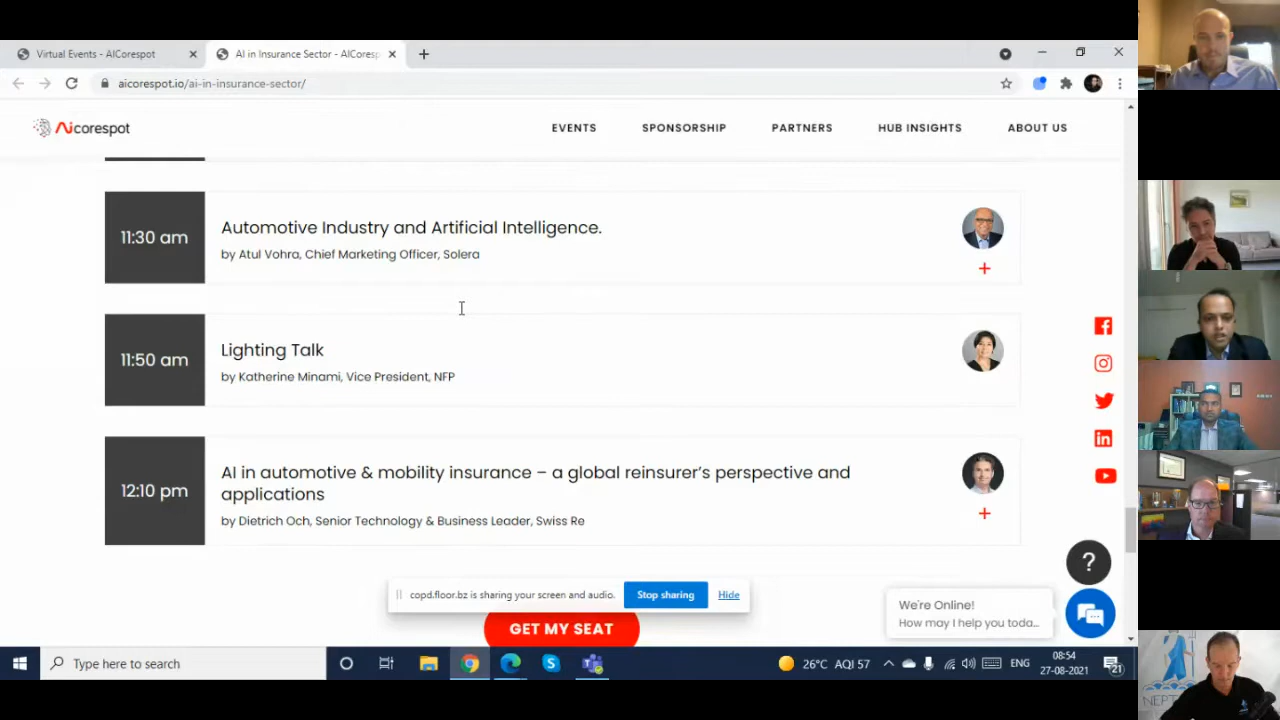 Virtual Events - AICorespot
AI in Insurance Sector - AICoresp
aicorespot.io/ai-in-insurance-sector/
Aicorespot
EVENTS
SPONSORSHIP
PARTNERS
HUB INSIGHTS
ABOUT US
11:30 am
Automotive Industry and Artificial Intelligence.
by Atul Vohra, Chief Marketing Officer, Solera
+
11:50 am
Lighting Talk
by Katherine Minami, Vice President, NFP
12:10 pm
AI in automotive & mobility insurance – a global reinsurer's perspective and
applications
by Dietrich Och, Senior Technology & Business Leader, Swiss Re
+
?
copd.floor.bz is sharing your screen and audio.
Stop sharing
Hide
We're Online!
How may I help you toda...
GET MY SEAT
Type here to search
26°C AQI 57
ENG
08:54
27-08-2021
21
NEPT